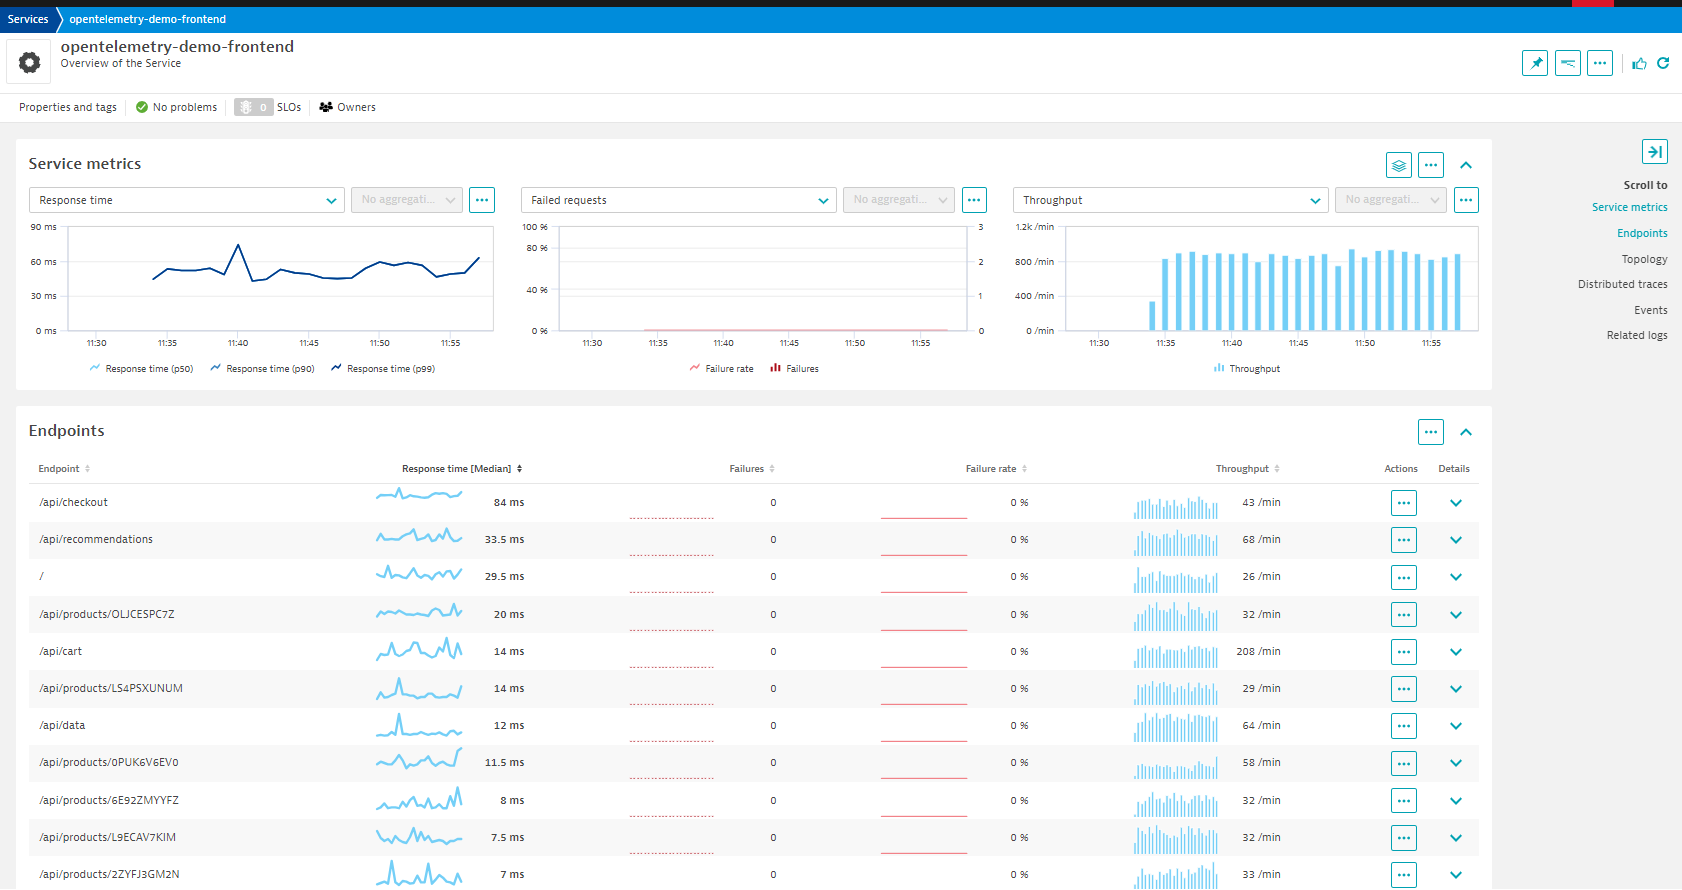 Services opentelemetry-demo-frontend
opentelemetry-demo-frontend
Overview of the Service
Properties and tags No problems 0 SLOs Owners
Service metrics
Response time No aggregati... Failed requests No aggregati... Throughput No aggregati...
90 ms
60 ms
30 ms
0 ms
11:30 11:35 11:40 11:45 11:50 11:55
Response time (p50) Response time (p90) Response time (p99)
100 %
80 %
40 %
0 %
3
2
1
0
11:30 11:35 11:40 11:45 11:50 11:55
Failure rate Failures
1.2k /min
800 /min
400 /min
0 /min
11:30 11:35 11:40 11:45 11:50 11:55
Throughput
Scroll to
Service metrics
Endpoints
Topology
Distributed traces
Events
Related logs
Endpoints
Endpoint Response time [Median] Failures Failure rate Throughput Actions Details
/api/checkout 84 ms 0 0 % 43 /min
/api/recommendations 33.5 ms 0 0 % 68 /min
/ 29.5 ms 0 0 % 26 /min
/api/products/OLJCESPC7Z 20 ms 0 0 % 32 /min
/api/cart 14 ms 0 0 % 208 /min
/api/products/LS4PSXUNUM 14 ms 0 0 % 29 /min
/api/data 12 ms 0 0 % 64 /min
/api/products/0PUK6V6EV0 11.5 ms 0 0 % 58 /min
/api/products/6E92ZMYYFZ 8 ms 0 0 % 32 /min
/api/products/L9ECAV7KIM 7.5 ms 0 0 % 32 /min
/api/products/2ZYFJ3GM2N 7 ms 0 0 % 33 /min